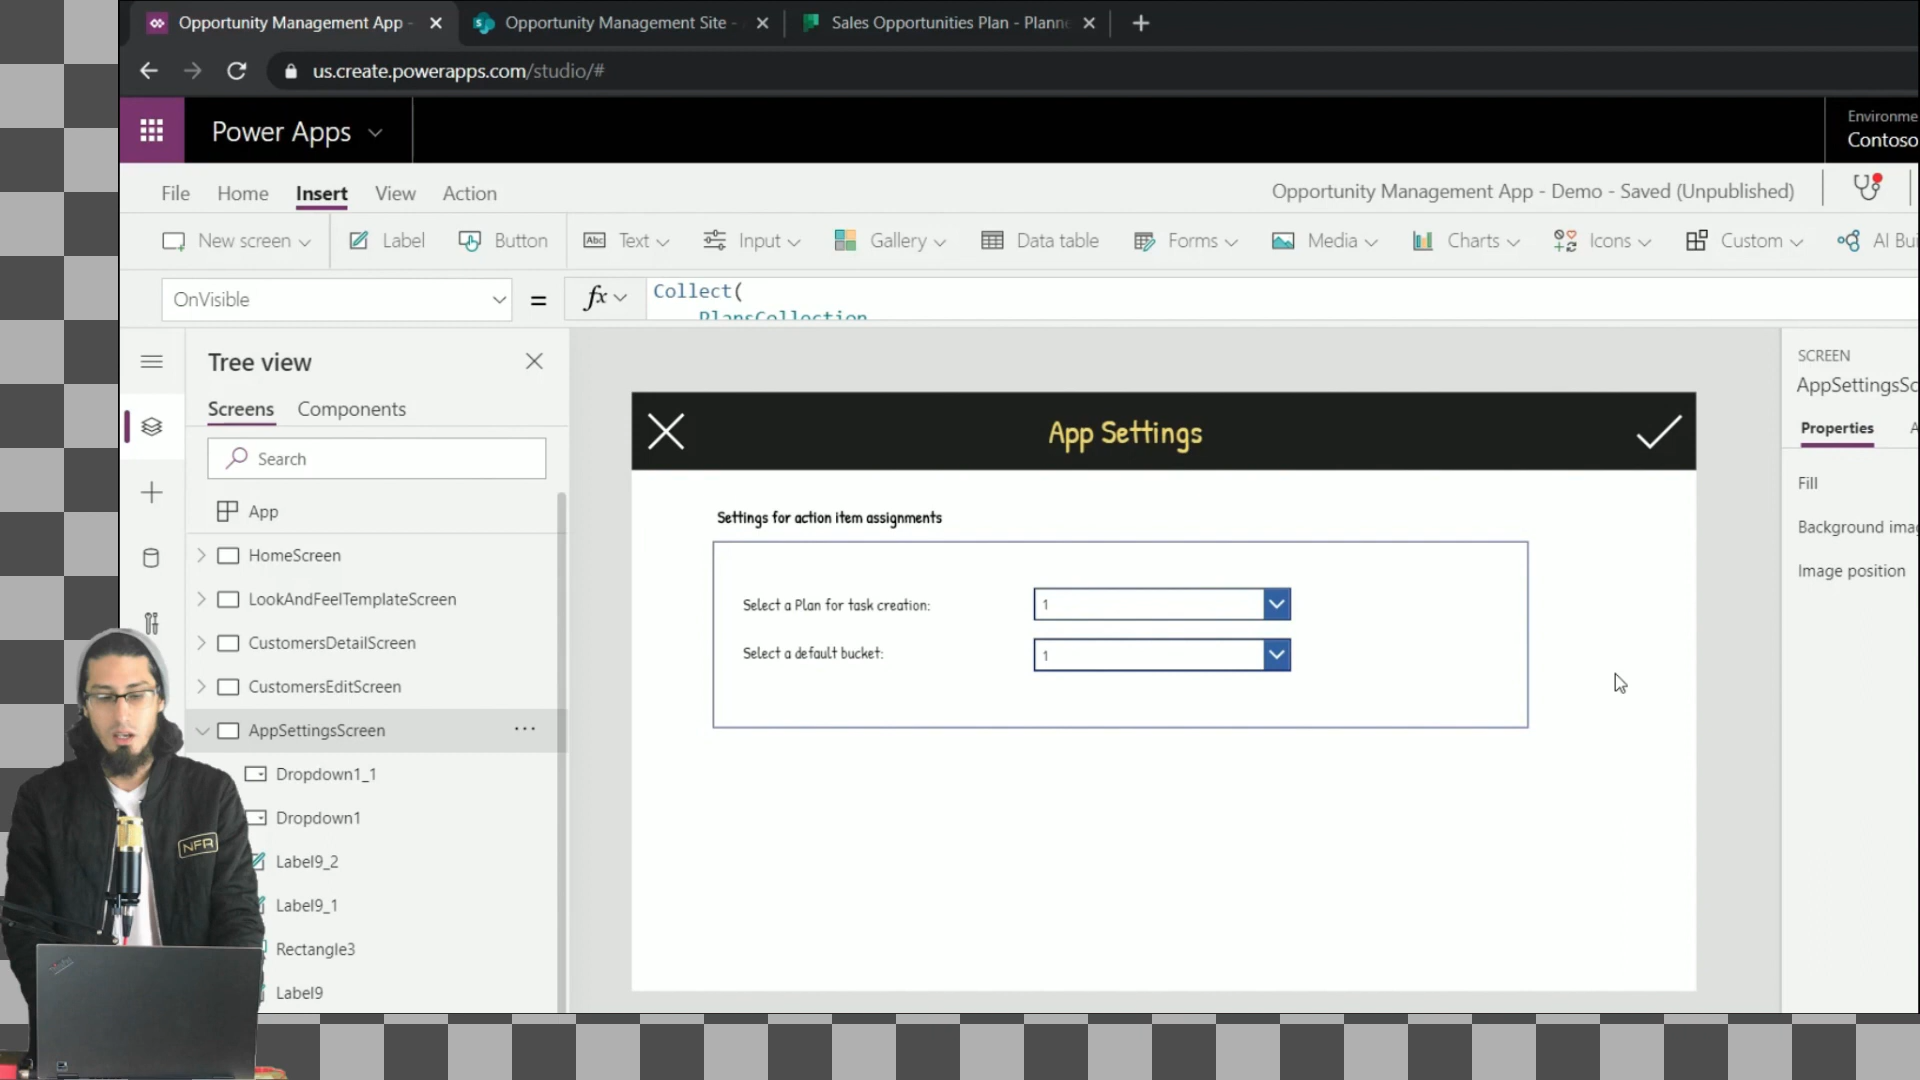 Opportunity Management App -
Opportunity Management Site -
Sales Opportunities Plan - Planne
us.create.powerapps.com/studio/#
Power Apps
Environme
Contoso
File
Home
Insert
View
Action
Opportunity Management App - Demo - Saved (Unpublished)
New screen
Label
Button
Abc
Text
Input
Gallery
Data table
Forms
Media
Charts
Icons
Custom
AI Bui
OnVisible
=
fx
Collect(
PlansCollection
Tree view
Screens
Components
Search
App
HomeScreen
LookAndFeelTemplateScreen
CustomersDetailScreen
CustomersEditScreen
AppSettingsScreen
...
Dropdown1_1
Dropdown1
Label9_2
Label9_1
Rectangle3
Label9
App Settings
Settings for action item assignments
Select a Plan for task creation:
1
Select a default bucket:
1
SCREEN
AppSettingsSc
Properties
A
Fill
Background imag
Image position
NFR